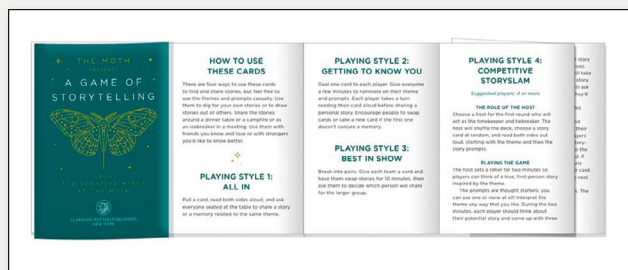 THE MOTH
PRESENTS
A GAME OF
STORYTELLING
FROM
THE CREATIVE MINDS
AT THE MOTH
CLARKSON POTTER/PUBLISHERS
NEW YORK
HOW TO USE
THESE CARDS
There are four ways to use these cards
to find and share stories, but feel free to
use the themes and prompts casually. Use
them to dig for your own stories or to draw
stories out of others. Share the stories
around a dinner table or a campfire or as
an icebreaker in a meeting. Use them with
friends you know and love or with strangers
you'd like to know better.
PLAYING STYLE 1:
ALL IN
Pull a card, read both sides aloud, and ask
everyone seated at the table to share a story
or a memory related to the same theme.
PLAYING STYLE 2:
GETTING TO KNOW YOU
Deal one card to each player. Give everyone
a few minutes to ruminate on their theme
and prompts. Each player takes a turn
reading their card aloud before sharing a
personal story. Encourage people to swap
cards or take a new card if the first one
doesn't conjure a memory.
PLAYING STYLE 3:
BEST IN SHOW
Break into pairs. Give each team a card and
have them swap stories for 10 minutes, then
ask them to decide which person will share
for the larger group.
PLAYING STYLE 4:
COMPETITIVE
STORYSLAM
Suggested players: 4 or more
THE ROLE OF THE HOST
Choose a host for the first round who will
act as the timekeeper and tiebreaker. The
host will shuffle the deck, choose a story
card at random, and read both sides out
loud, starting with the theme and then the
story prompts.
PLAYING THE GAME
The host sets a timer for two minutes so
players can think of a true, first-person story
inspired by the theme.
The prompts are thought starters: you
can use one or none at all! Interpret the
theme any way that you like. During the two
minutes, each player should think about
their potential story and come up with three